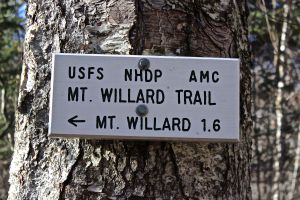 USFS NHDP AMC
MT. WILLARD TRAIL
← MT. WILLARD 1.6